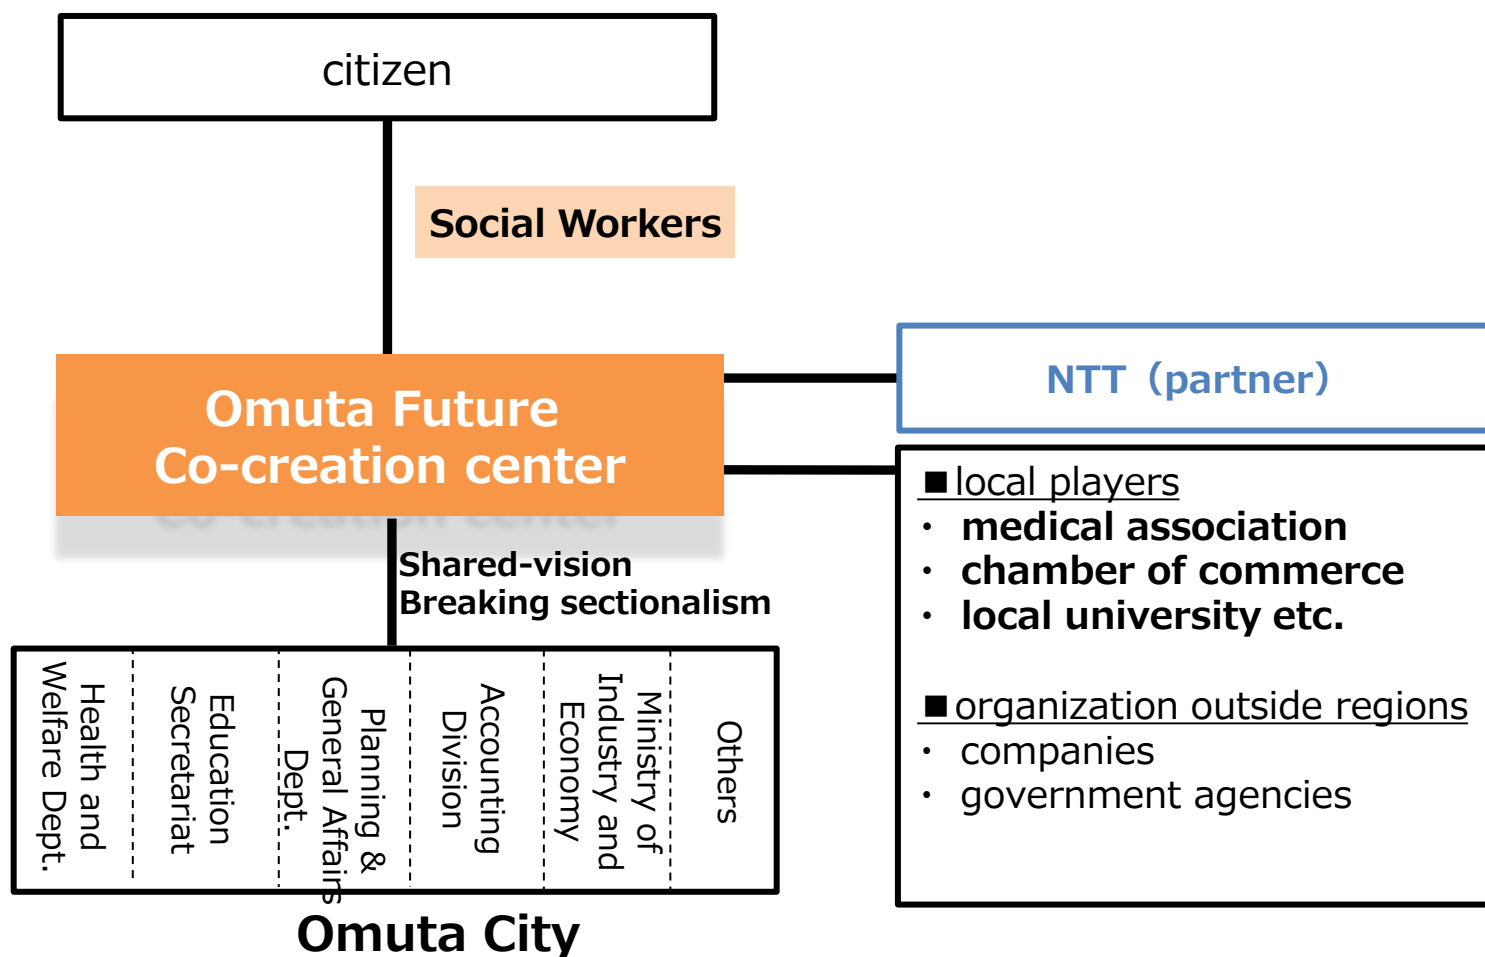 citizen
Social Workers
Omuta Future
Co-creation center
NTT（partner）
■local players
・ medical association
・ chamber of commerce
・ local university etc.
■organization outside regions
・ companies
・ government agencies
Shared-vision
Breaking sectionalism
Health and
Welfare Dept.
Education
Secretariat
Planning &
General Affairs
Dept.
Accounting
Division
Ministry of
Industry and
Economy
Others
Omuta City